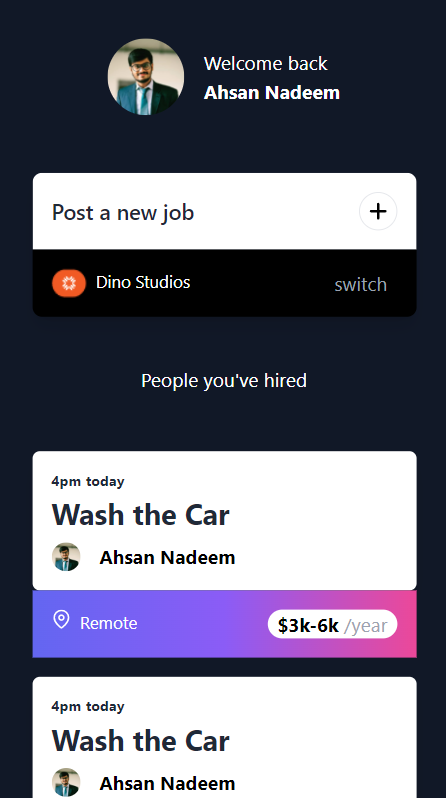 Welcome back
Ahsan Nadeem
Post a new job
Dino Studios
switch
People you've hired
4pm today
Wash the Car
Ahsan Nadeem
Remote
$3k-6k /year
4pm today
Wash the Car
Ahsan Nadeem